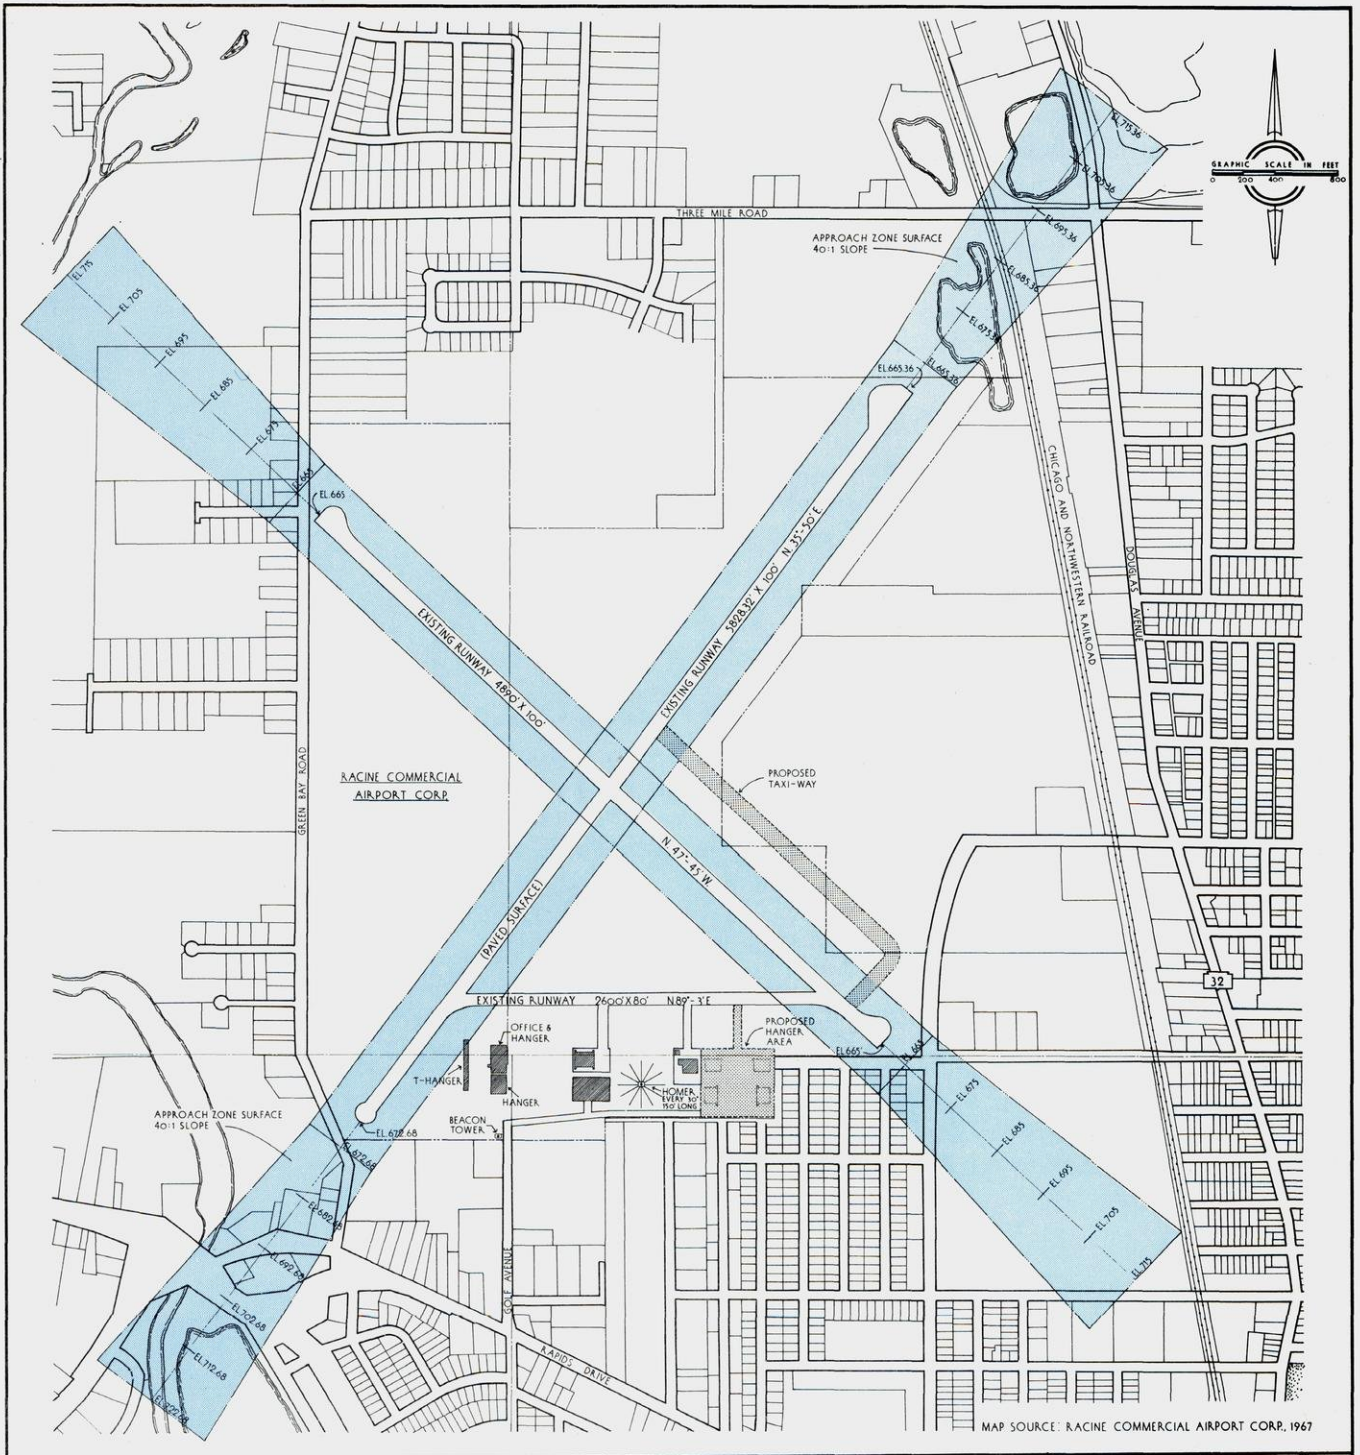 EL 715.36
EL 705.36
GRAPHIC SCALE IN FEET
0 200 400 800
THREE MILE ROAD
EL 695.36
APPROACH ZONE SURFACE
40:1 SLOPE
EL 685.36
EL 675.36
EL 715
EL 705
EL 695
EL 685
EL 675
EL 665
EL 665
EL 665.36
EL 665.36
CHICAGO AND NORTHWESTERN RAILROAD
DOUGLAS AVENUE
EXISTING RUNWAY 5828.32' X 100' N 35°-50' E
EXISTING RUNWAY 4890' X 100'
GREEN BAY ROAD
RACINE COMMERCIAL
AIRPORT CORP.
PROPOSED
TAXI-WAY
N 47°-45' W
(PAVED SURFACE)
32
EXISTING RUNWAY 2600' X 80' N 89°-3' E
OFFICE &
HANGER
PROPOSED
HANGER
AREA
EL 665
EL 665
T-HANGER
HANGER
HOMER
EVERY 30°
150' LONG
BEACON
TOWER
APPROACH ZONE SURFACE
40:1 SLOPE
EL 672.68
EL 672.68
EL 682.68
EL 692.68
EL 702.68
EL 712.68
EL 722.68
EL 675
EL 685
EL 695
EL 705
EL 715
GOLF AVENUE
RAPIDS DRIVE
MAP SOURCE: RACINE COMMERCIAL AIRPORT CORP., 1967